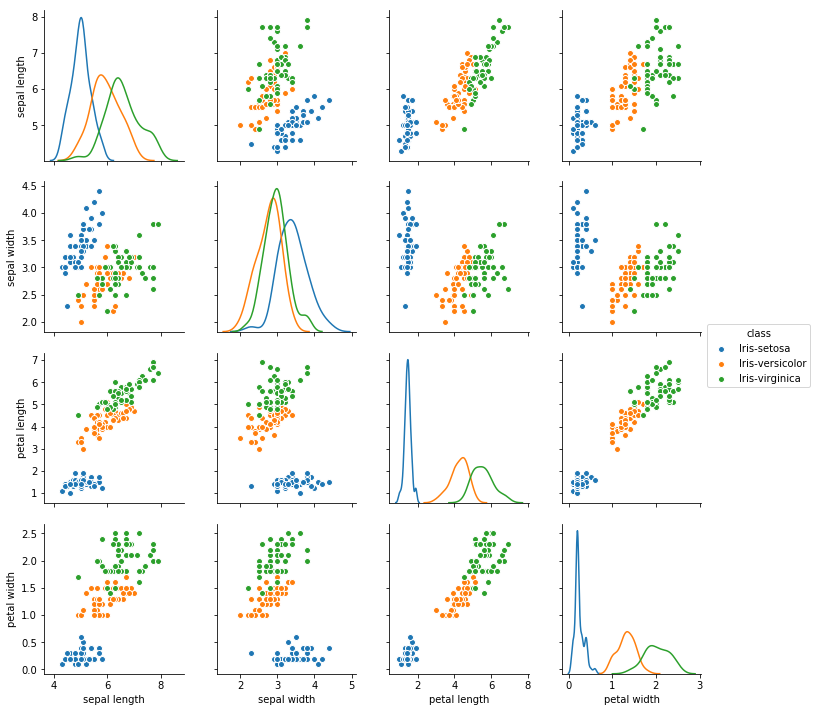 sepal length
8
7
6
5
sepal width
4.5
4.0
3.5
3.0
2.5
2.0
class
Iris-setosa
Iris-versicolor
Iris-virginica
petal length
7
6
5
4
3
2
1
petal width
2.5
2.0
1.5
1.0
0.5
0.0
4 6 8
2 3 4 5
2 4 6 8
0 1 2 3
sepal length
sepal width
petal length
petal width